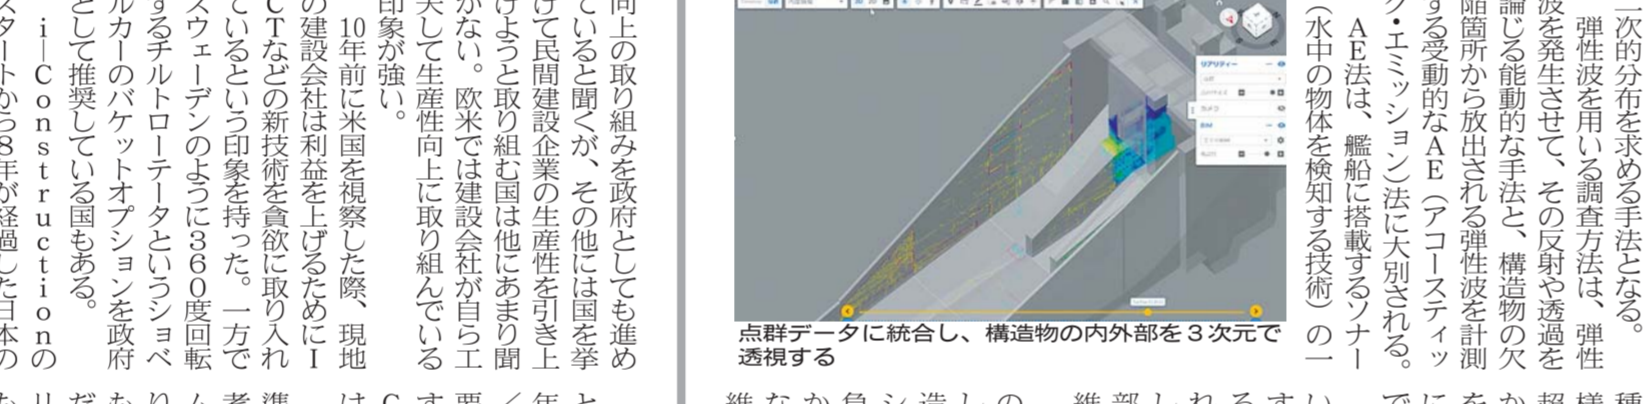 二次的分布を求める手法となる。
弾性波を用いる調査方法は、弾性
波を発生させて、その反射や透過を
論じる能動的な手法と、構造物の欠
陥箇所から放出される弾性波を計測
する受動的なAE（アコースティッ
ク・エミッション）法に大別される。
AE法は、艦船に搭載するソナー
（水中の物体を検知する技術）の一
リアリティー
BIM
点群データに統合し、構造物の内外部を３次元で
透視する
向上の取り組みを政府としても進め
ていると聞くが、その他には国を挙
げて民間建設企業の生産性を引き上
げようと取り組む国は他にあまり聞
かない。欧米では建設会社が自ら工
夫して生産性向上に取り組んでいる
印象が強い。
10年前に米国を視察した際、現地
の建設会社は利益を上げるためにI
CTなどの新技術を貪欲に取り入れ
ているという印象を持った。一方で
スウェーデンのように３６０度回転
するチルトローテータというショベ
ルカーのバケットオプションを政府
として推奨している国もある。
i―Constructionの
スタートから８年が経過した日本の